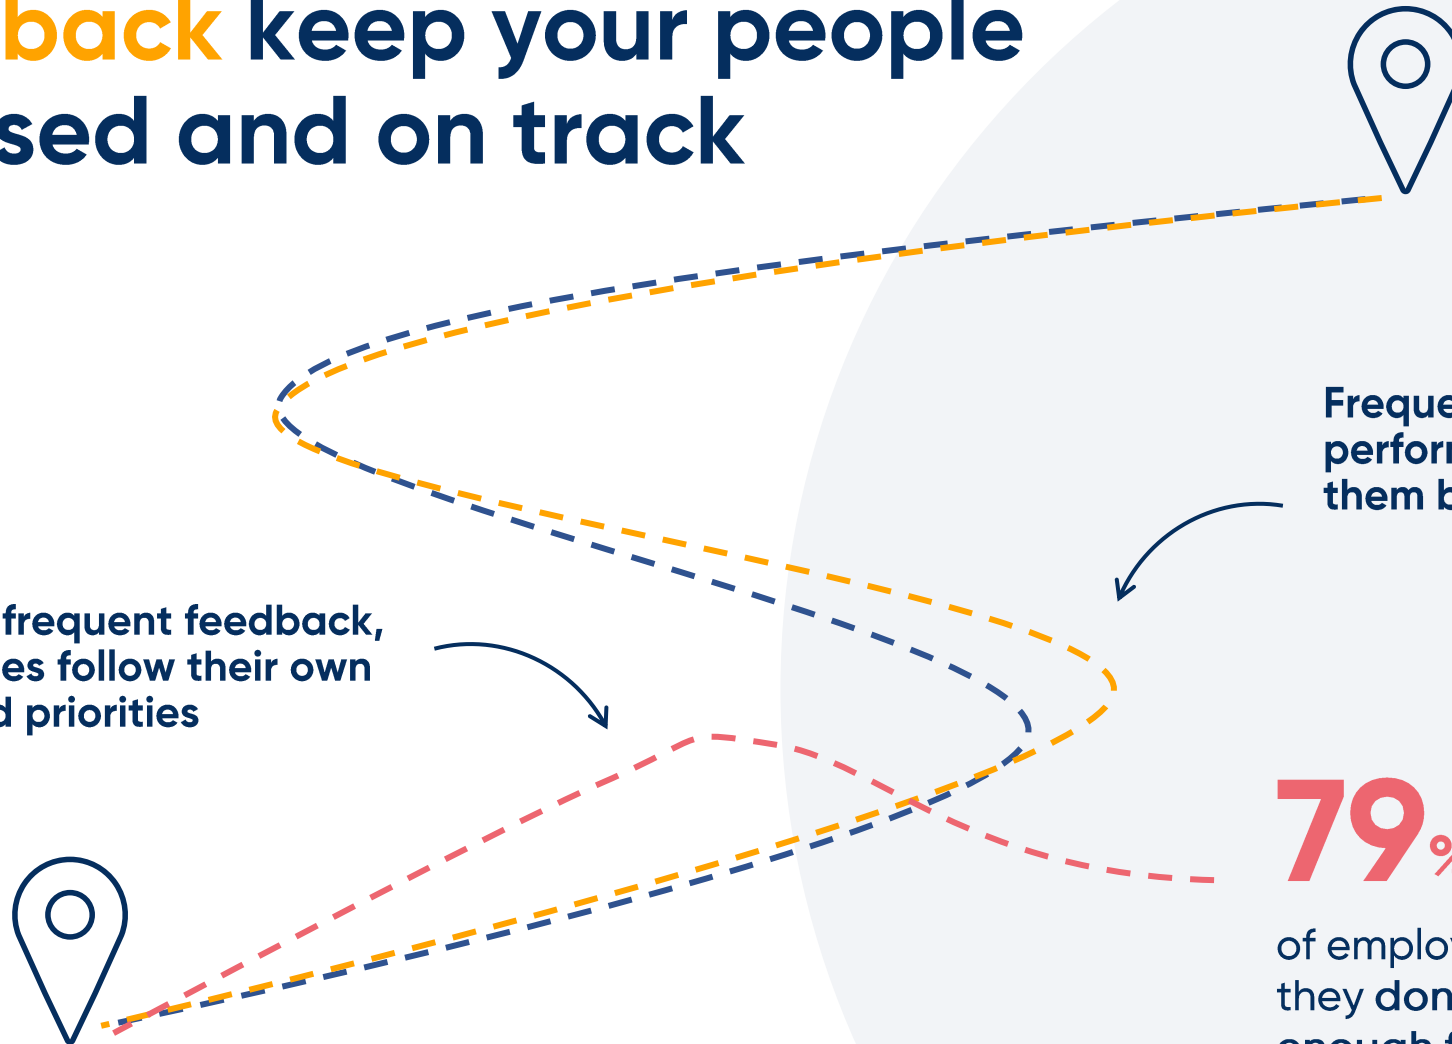 back keep your people
sed and on track
Freque
perfor
them b
frequent feedback,
es follow their own
d priorities
79%
of emplo
they don
enough f